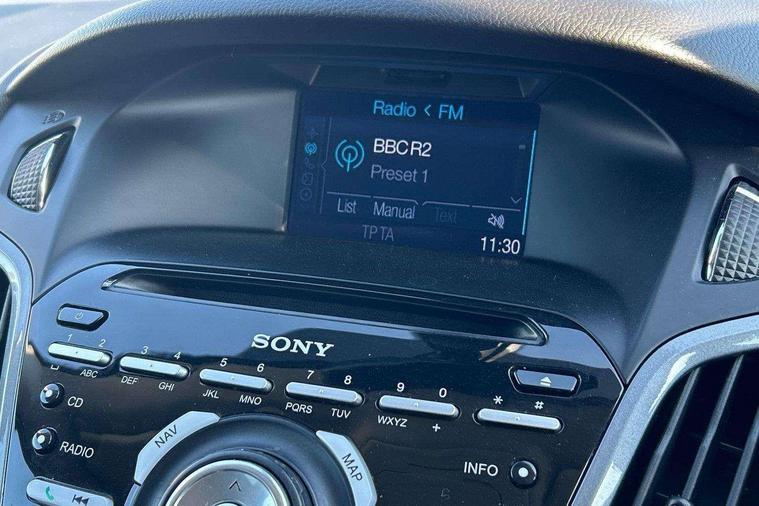 Radio < FM
BBC R2
Preset 1
List Manual Text
TP TA
11:30
SONY
1 2 3 4 5 6 7 8 9 0 * #
ABC DEF GHI JKL MNO PQRS TUV WXYZ +
CD
RADIO
NAV
MAP
INFO